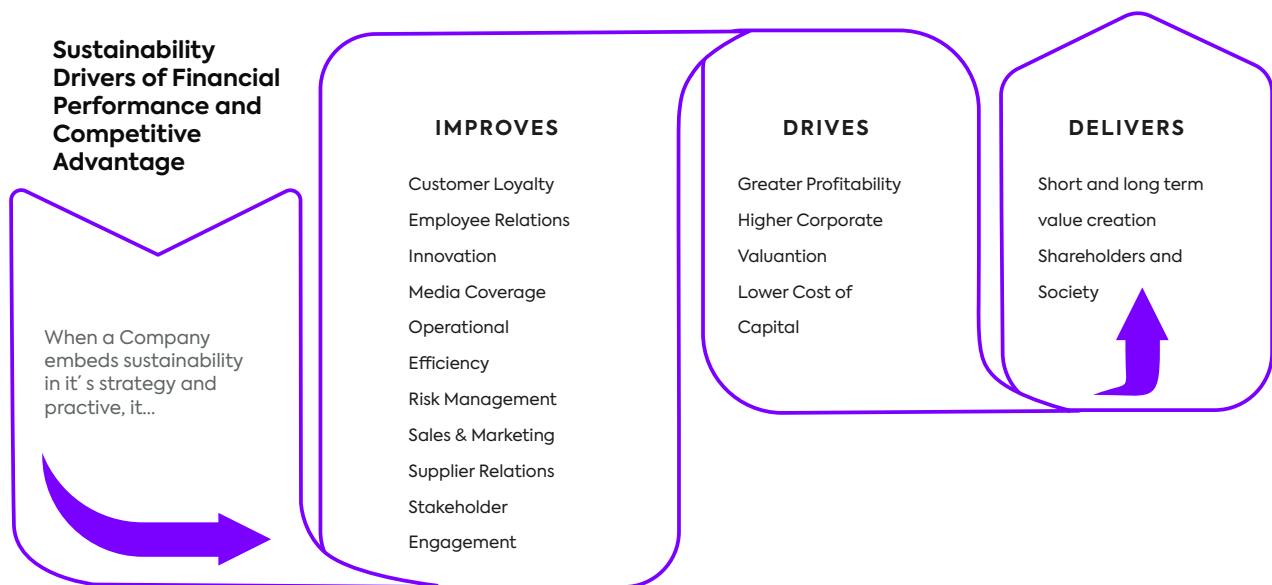 Sustainability
Drivers of Financial
Performance and
Competitive
Advantage
When a Company
embeds sustainability
in it´ s strategy and
practive, it...
IMPROVES
Customer Loyalty
Employee Relations
Innovation
Media Coverage
Operational
Efficiency
Risk Management
Sales & Marketing
Supplier Relations
Stakeholder
Engagement
DRIVES
Greater Profitability
Higher Corporate
Valuantion
Lower Cost of
Capital
DELIVERS
Short and long term
value creation
Shareholders and
Society